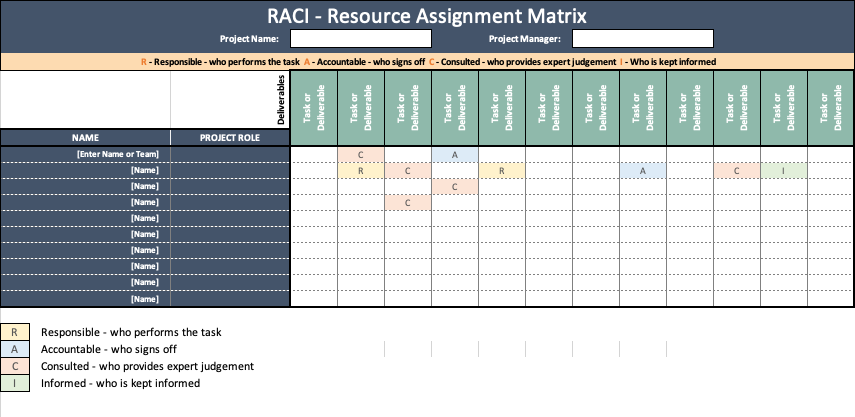 RACI - Resource Assignment Matrix
Project Name: Project Manager:
R - Responsible - who performs the task A - Accountable - who signs off C - Consulted - who provides expert judgement I - Who is kept informed
Deliverables
Task or Deliverable
Task or Deliverable
Task or Deliverable
Task or Deliverable
Task or Deliverable
Task or Deliverable
Task or Deliverable
Task or Deliverable
Task or Deliverable
Task or Deliverable
Task or Deliverable
Task or Deliverable
NAME PROJECT ROLE
[Enter Name or Team] C A
[Name] R C R A C I
[Name] C
[Name] C
[Name]
[Name]
[Name]
[Name]
[Name]
[Name]
R Responsible - who performs the task
A Accountable - who signs off
C Consulted - who provides expert judgement
I Informed - who is kept informed